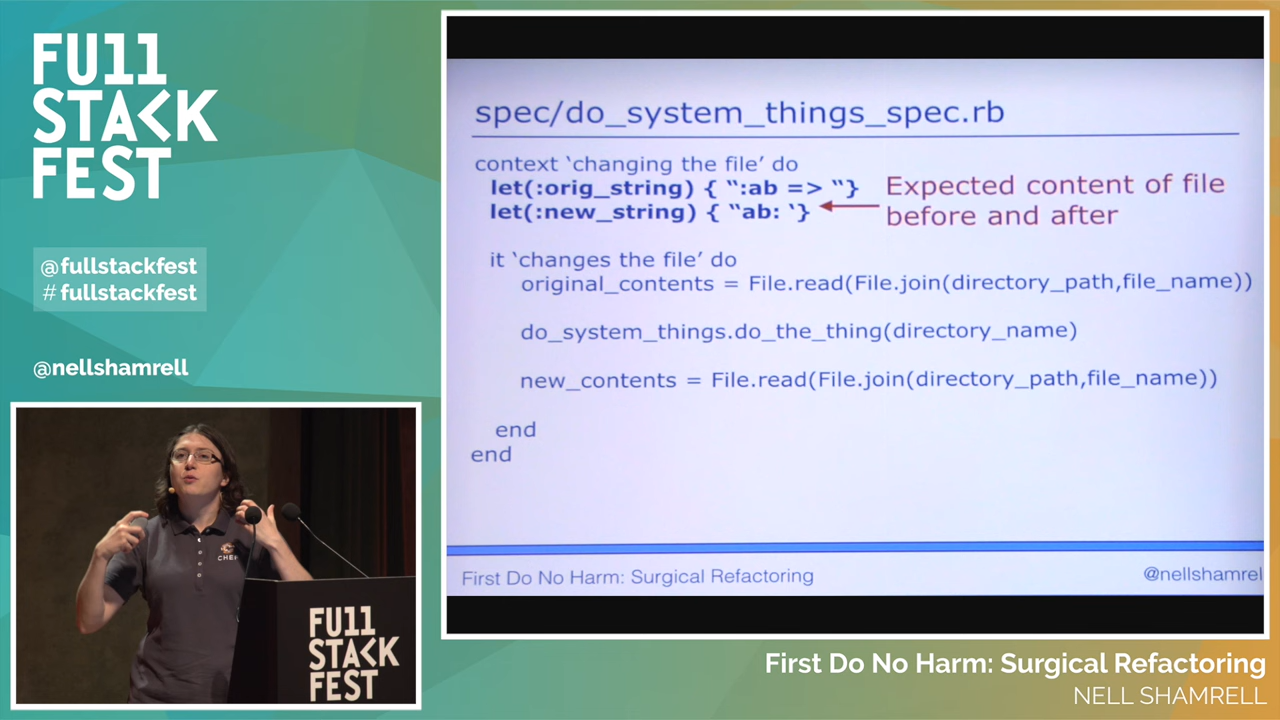 FU11
STACK
FEST
@fullstackfest
# fullstackfest
@nellshamrell
CHEF
FU11
STACK
FEST
spec/do_system_things_spec.rb
context ‘changing the file’ do
let(:orig_string) { “:ab => “}
let(:new_string) { “ab: ‘}
Expected content of file
before and after
it ‘changes the file’ do
original_contents = File.read(File.join(directory_path,file_name))
do_system_things.do_the_thing(directory_name)
new_contents = File.read(File.join(directory_path,file_name))
end
end
First Do No Harm: Surgical Refactoring
@nellshamrel
First Do No Harm: Surgical Refactoring
NELL SHAMRELL